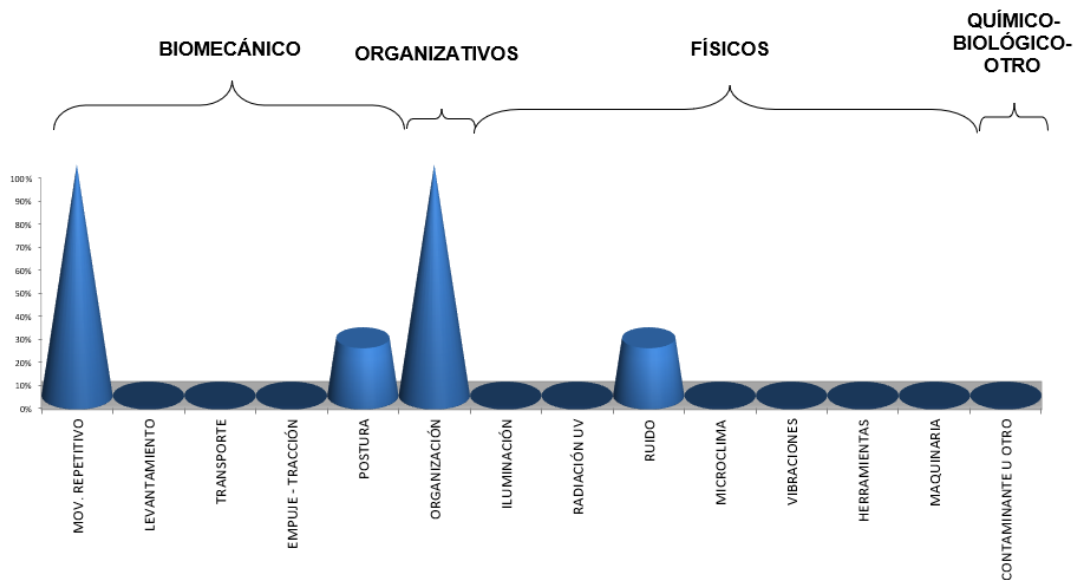 BIOMECÁNICO
ORGANIZATIVOS
FÍSICOS
QUÍMICO-
BIOLÓGICO-
OTRO
100%
90%
80%
70%
60%
50%
40%
30%
20%
10%
0%
MOV. REPETITIVO
LEVANTAMIENTO
TRANSPORTE
EMPUJE - TRACCIÓN
POSTURA
ORGANIZACIÓN
ILUMINACIÓN
RADIACIÓN UV
RUIDO
MICROCLIMA
VIBRACIONES
HERRAMIENTAS
MAQUINARIA
CONTAMINANTE U OTRO